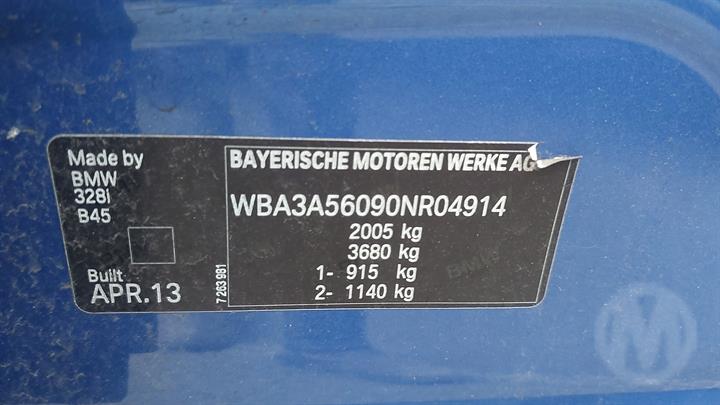 Made by
BMW
328i
B45
Built
APR.13
7 263 981
BAYERISCHE MOTOREN WERKE AG
WBA3A56090NR04914
2005 kg
3680 kg
1- 915 kg
2- 1140 kg
BMW
M